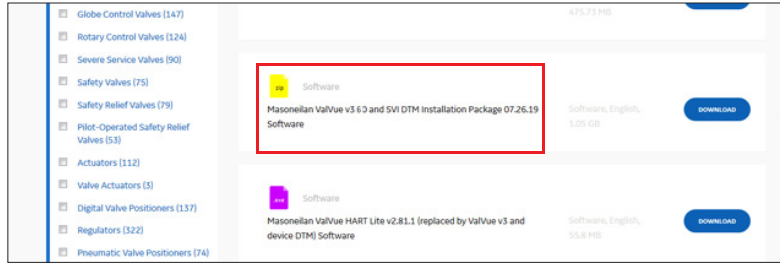 Globe Control Valves (147)
Rotary Control Valves (124)
Severe Service Valves (90)
Safety Valves (75)
Safety Relief Valves (79)
Pilot-Operated Safety Relief
Valves (53)
Actuators (112)
Valve Actuators (3)
Digital Valve Positioners (137)
Regulators (322)
Pneumatic Valve Positioners (74)
475.73 MB
zip
Software
Masoneilan ValVue v3.60 and SVI DTM Installation Package 07.26.19
Software
Software, English,
1.05 GB
DOWNLOAD
.exe
Software
Masoneilan ValVue HART Lite v2.81.1 (replaced by ValVue v3 and
device DTM) Software
Software, English,
55.8 MB
DOWNLOAD